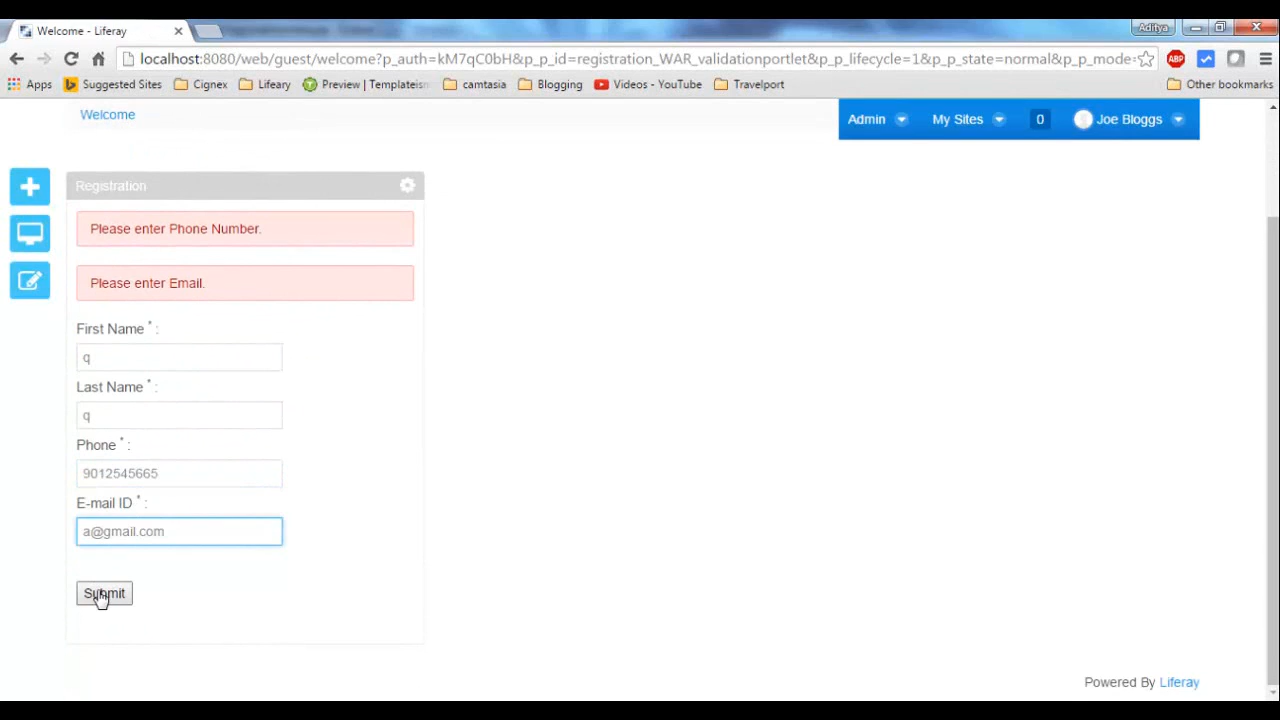 Welcome - Liferay
Aditya
localhost:8080/web/guest/welcome?p_auth=kM7qC0bH&p_p_id=registration_WAR_validationportlet&p_p_lifecycle=1&p_p_state=normal&p_p_mode=
Apps Suggested Sites Cignex Liferay Preview | Templateism camtasia Blogging Videos - YouTube Travelport Other bookmarks
Welcome
Admin My Sites 0 Joe Bloggs
Registration
Please enter Phone Number.
Please enter Email.
First Name * :
q
Last Name * :
q
Phone * :
9012545665
E-mail ID * :
a@gmail.com
Submit
Powered By Liferay